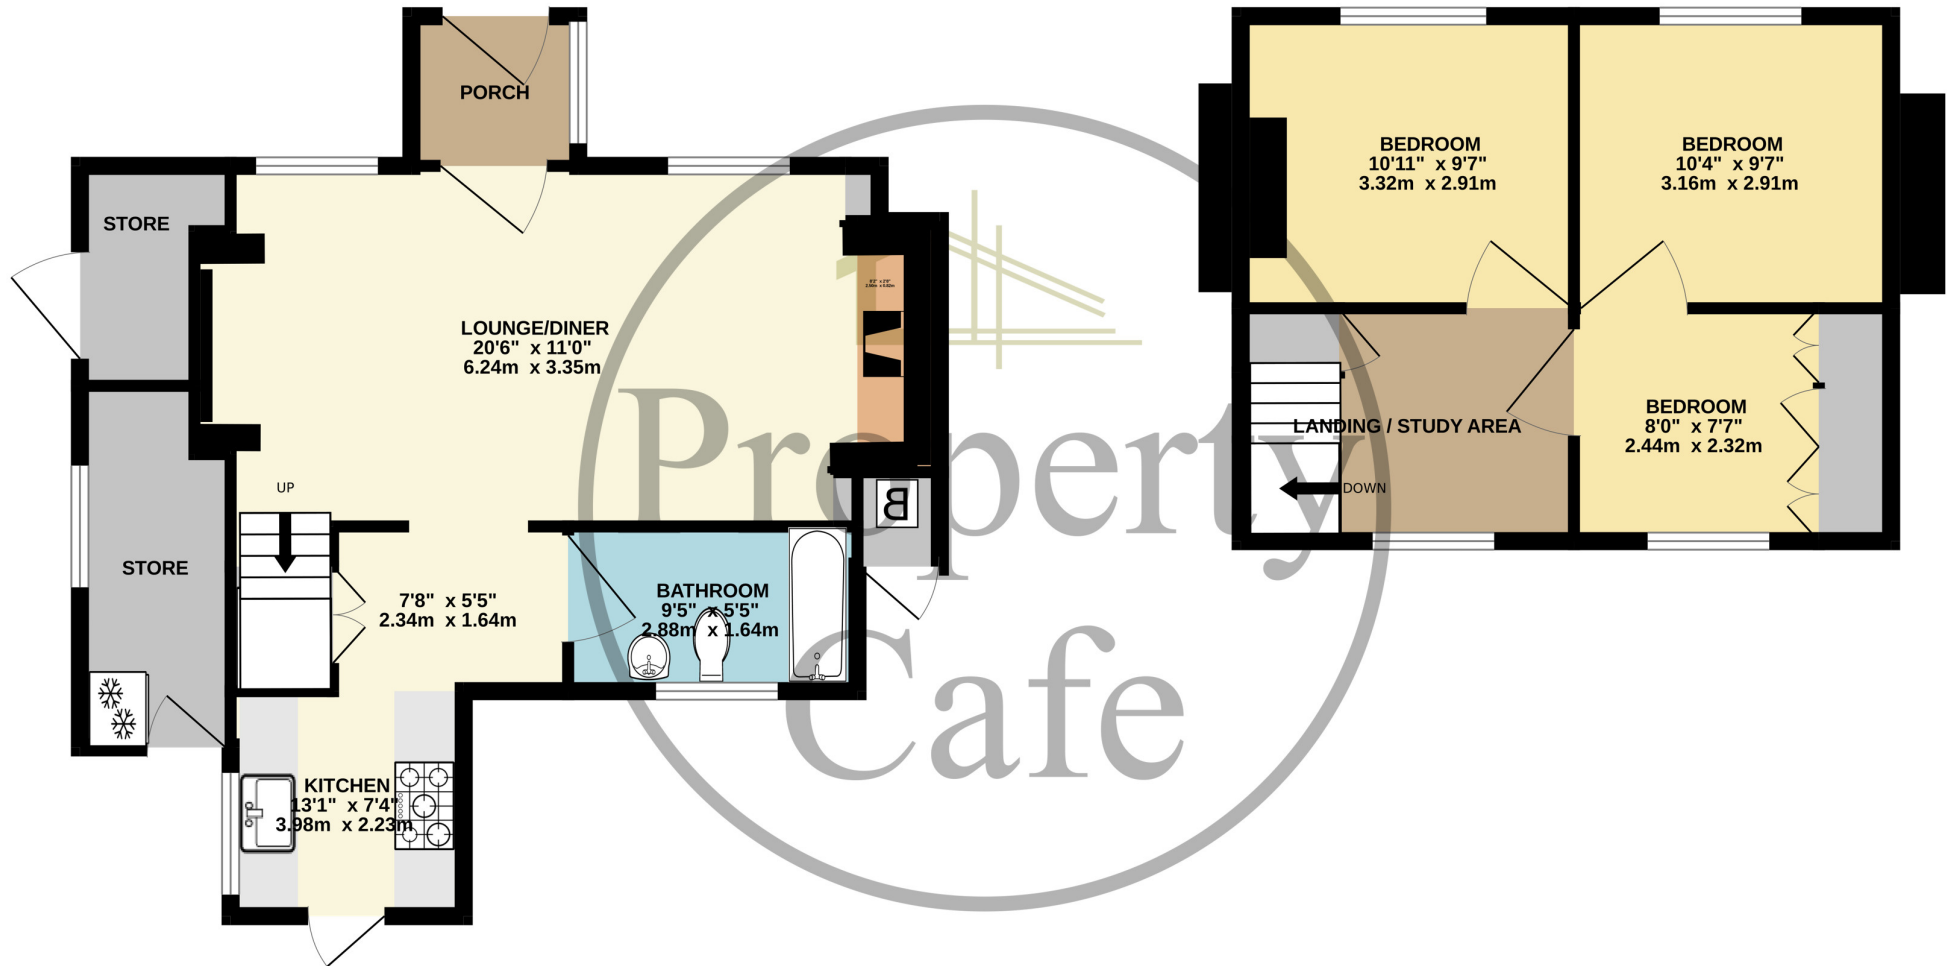 PORCH
STORE
LOUNGE/DINER
20'6" x 11'0"
6.24m x 3.35m
UP
STORE
7'8" x 5'5"
2.34m x 1.64m
BATHROOM
9'5" x 5'5"
2.88m x 1.64m
B
KITCHEN
13'1" x 7'4"
3.98m x 2.23m
BEDROOM
10'11" x 9'7"
3.32m x 2.91m
BEDROOM
10'4" x 9'7"
3.16m x 2.91m
LANDING / STUDY AREA
DOWN
BEDROOM
8'0" x 7'7"
2.44m x 2.32m
Property
Cafe